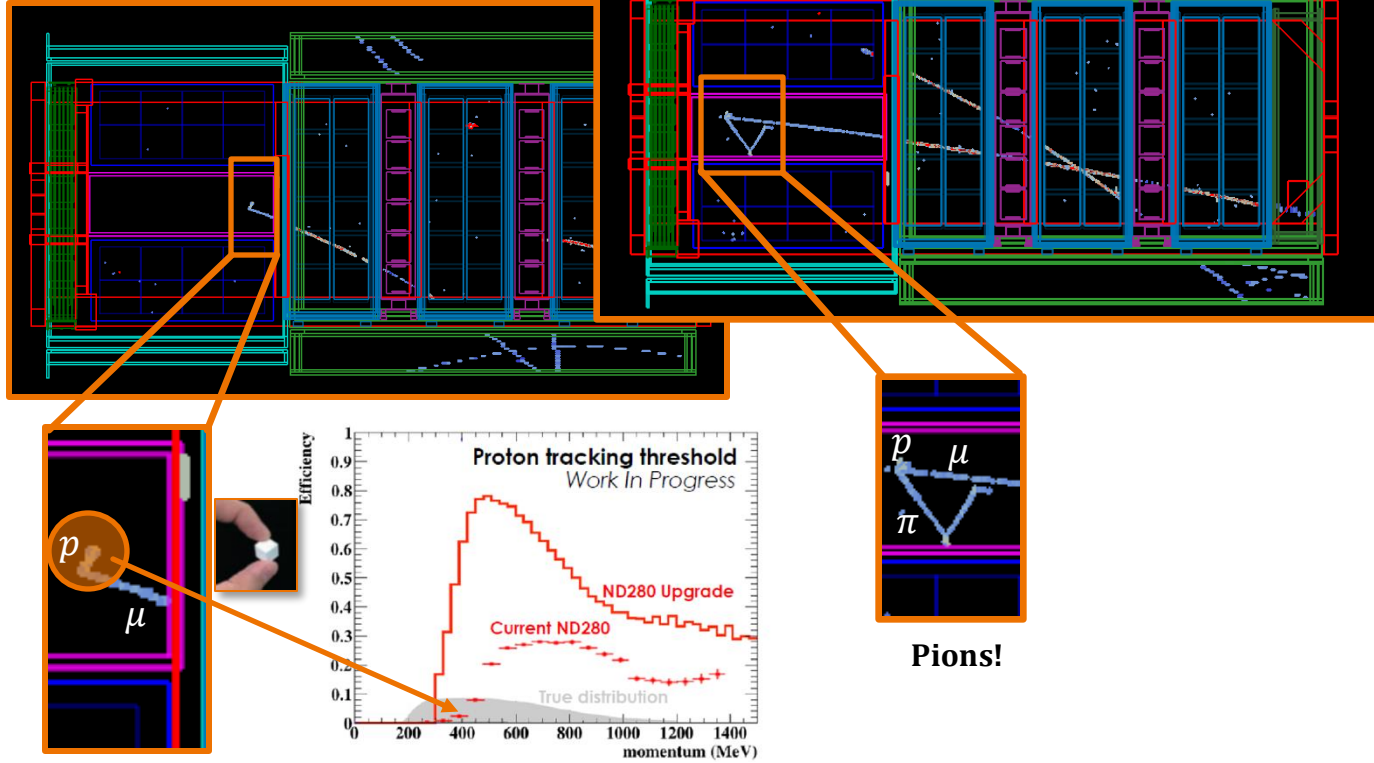 p
μ
Efficiency
1
0.9
0.8
0.7
0.6
0.5
0.4
0.3
0.2
0.1
0
Proton tracking threshold
Work In Progress
ND280 Upgrade
Current ND280
True distribution
0 200 400 600 800 1000 1200 1400
momentum (MeV)
p
μ
π
Pions!